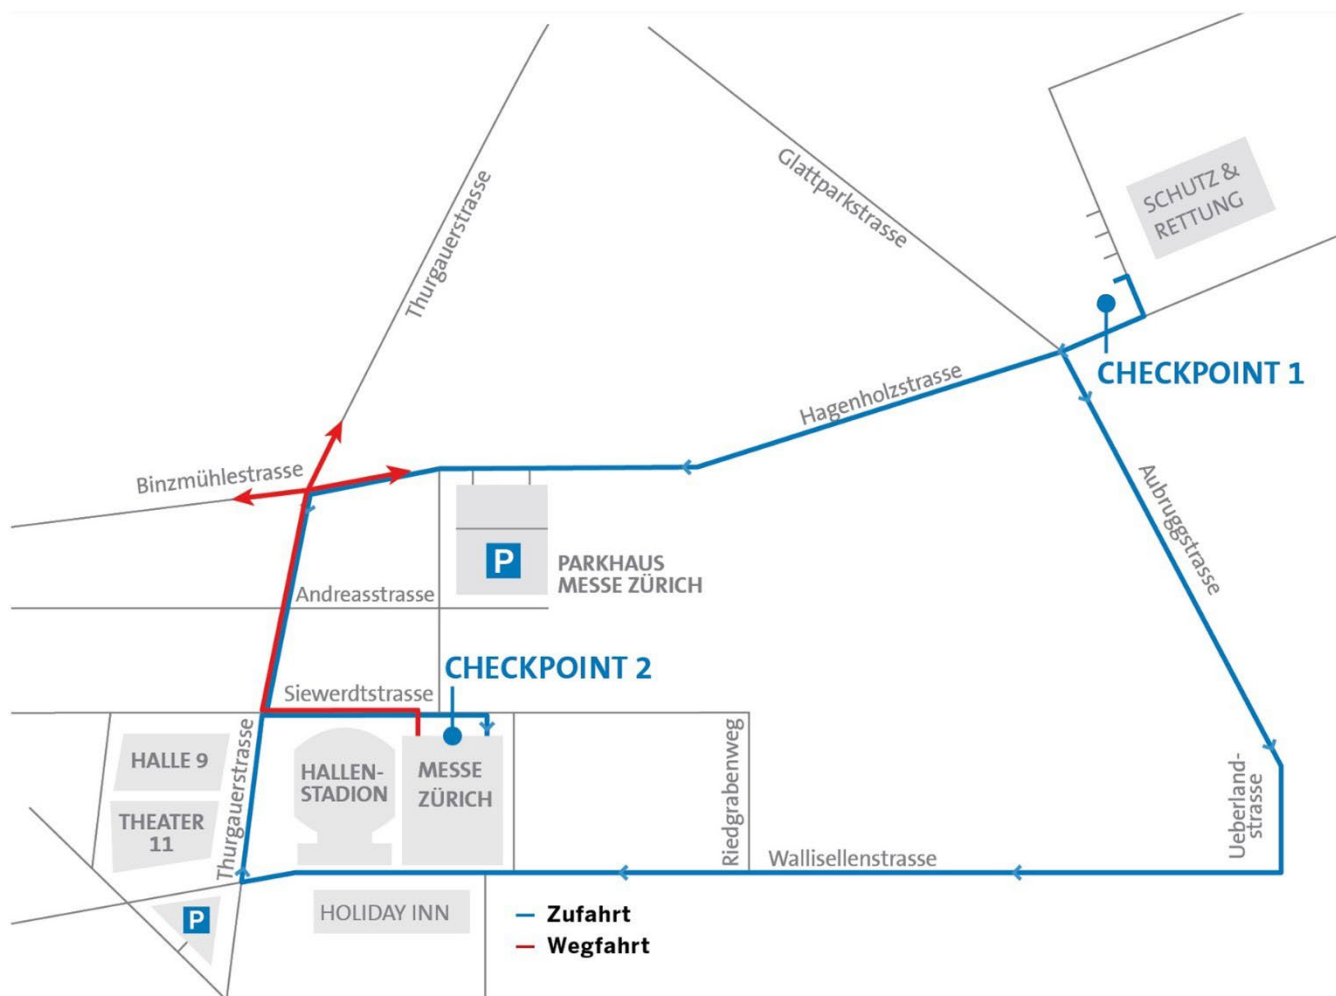 Glattparkstrasse
SCHUTZ &
RETTUNG
Thurgauerstrasse
CHECKPOINT 1
Hagenholzstrasse
Binzmühlestrasse
Aubruggstrasse
P
PARKHAUS
MESSE ZÜRICH
Andreasstrasse
CHECKPOINT 2
Siewerdtstrasse
HALLE 9
THEATER
11
Thurgauerstrasse
HALLEN-
STADION
MESSE
ZÜRICH
Riedgrabenweg
Ueberland-
strasse
Wallisellenstrasse
P
HOLIDAY INN
Zufahrt
Wegfahrt